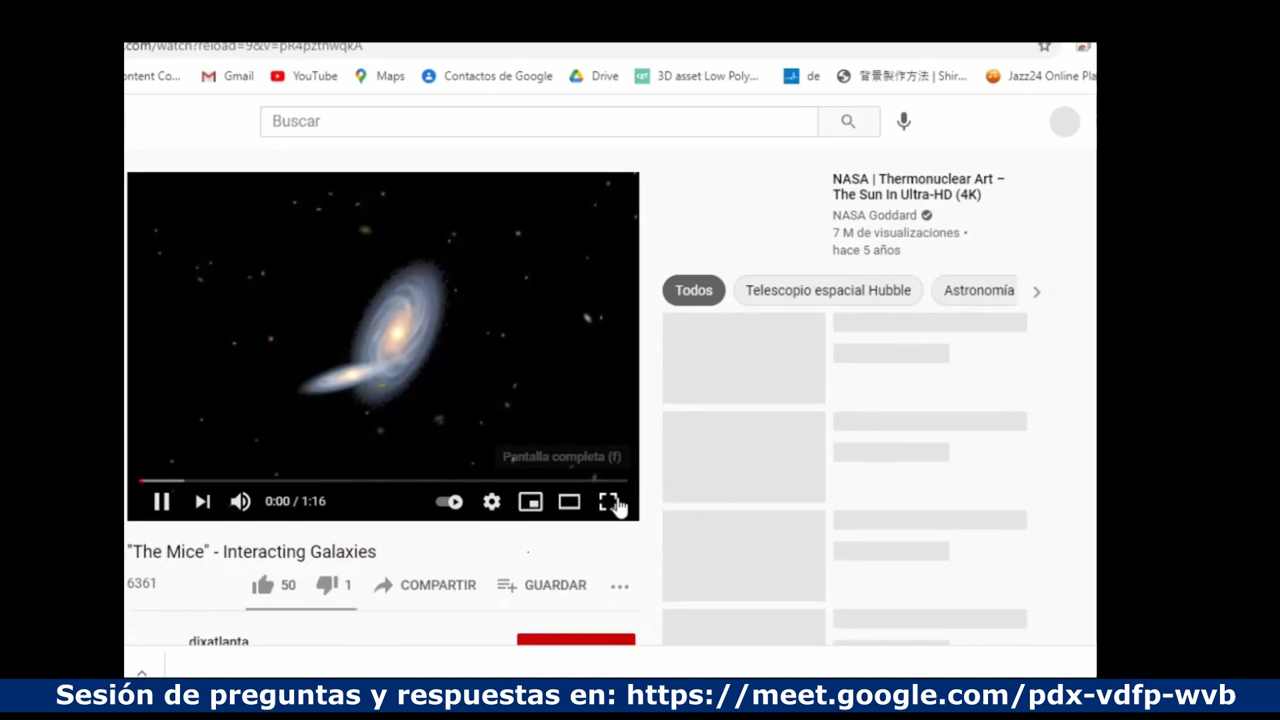 .com/watch?reload=9&v=pR4pzthwqkA
ontent Co... Gmail YouTube Maps Contactos de Google Drive 3D asset Low Poly... de 背景製作方法 | Shir... Jazz24 Online Pla
Buscar
NASA | Thermonuclear Art –
The Sun In Ultra-HD (4K)
NASA Goddard
7 M de visualizaciones •
hace 5 años
Todos Telescopio espacial Hubble Astronomía
Pantalla completa (f)
0:00 / 1:16
"The Mice" - Interacting Galaxies
6361 50 1 COMPARTIR GUARDAR ...
dixatlanta
Sesión de preguntas y respuestas en: https://meet.google.com/pdx-vdfp-wvb